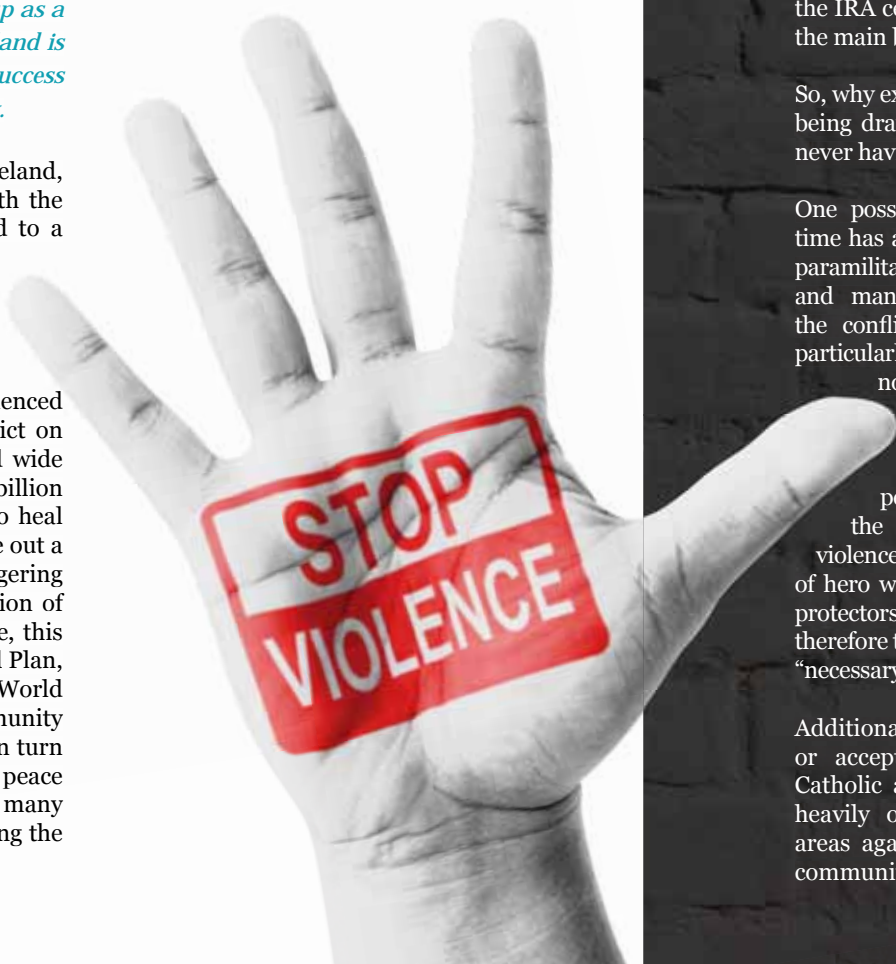 p as a
and is
uccess
eland,
th the
d to a
enced
ict on
wide
billion
o heal
e out a
gering
ion of
e, this
Plan,
World
munity
n turn
peace
many
ng the
STOP
VIOLENCE
the IRA ce
the main b
So, why ex
being dra
never hav
One poss
time has a
paramilita
and man
the confli
particularl
no
pe
the
violence
of hero w
protectors
therefore t
“necessary
Additiona
or accept
Catholic a
heavily o
areas aga
communi